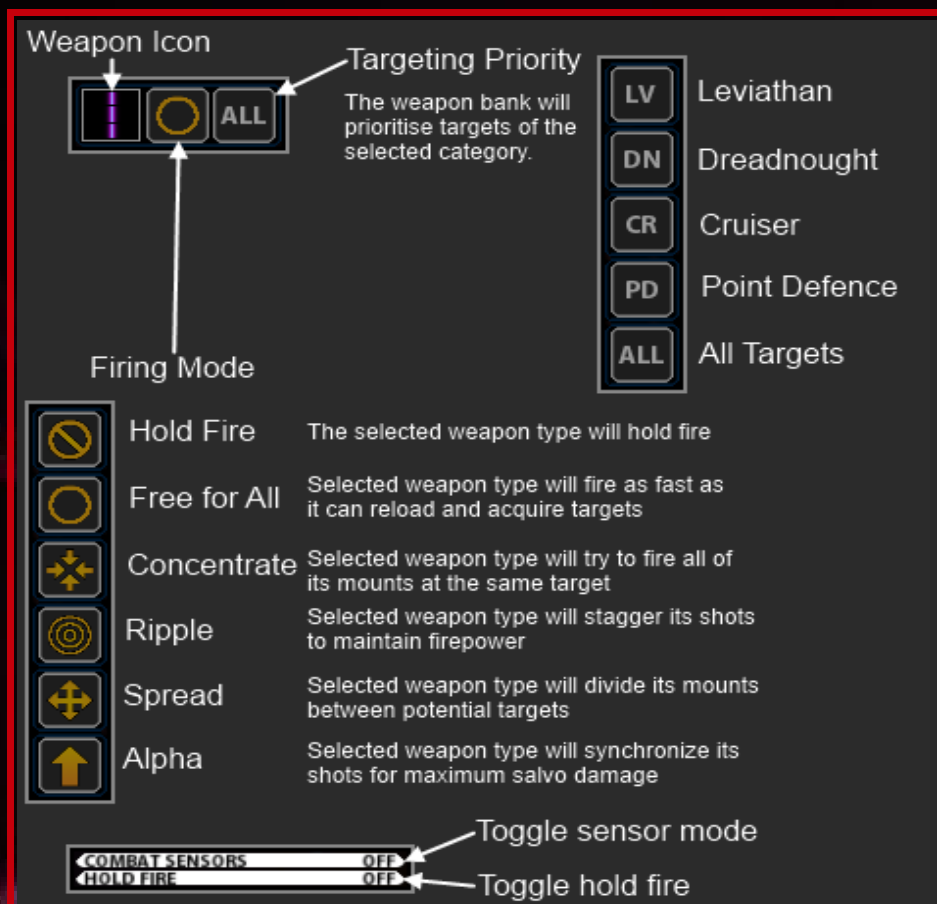 Weapon Icon
Targeting Priority
ALL
The weapon bank will
prioritise targets of the
selected category.
Firing Mode
LV Leviathan
DN Dreadnought
CR Cruiser
PD Point Defence
ALL All Targets
Hold Fire The selected weapon type will hold fire
Free for All Selected weapon type will fire as fast as
it can reload and acquire targets
Concentrate Selected weapon type will try to fire all of
its mounts at the same target
Ripple Selected weapon type will stagger its shots
to maintain firepower
Spread Selected weapon type will divide its mounts
between potential targets
Alpha Selected weapon type will synchronize its
shots for maximum salvo damage
Toggle sensor mode
COMBAT SENSORS OFF
HOLD FIRE OFF
Toggle hold fire